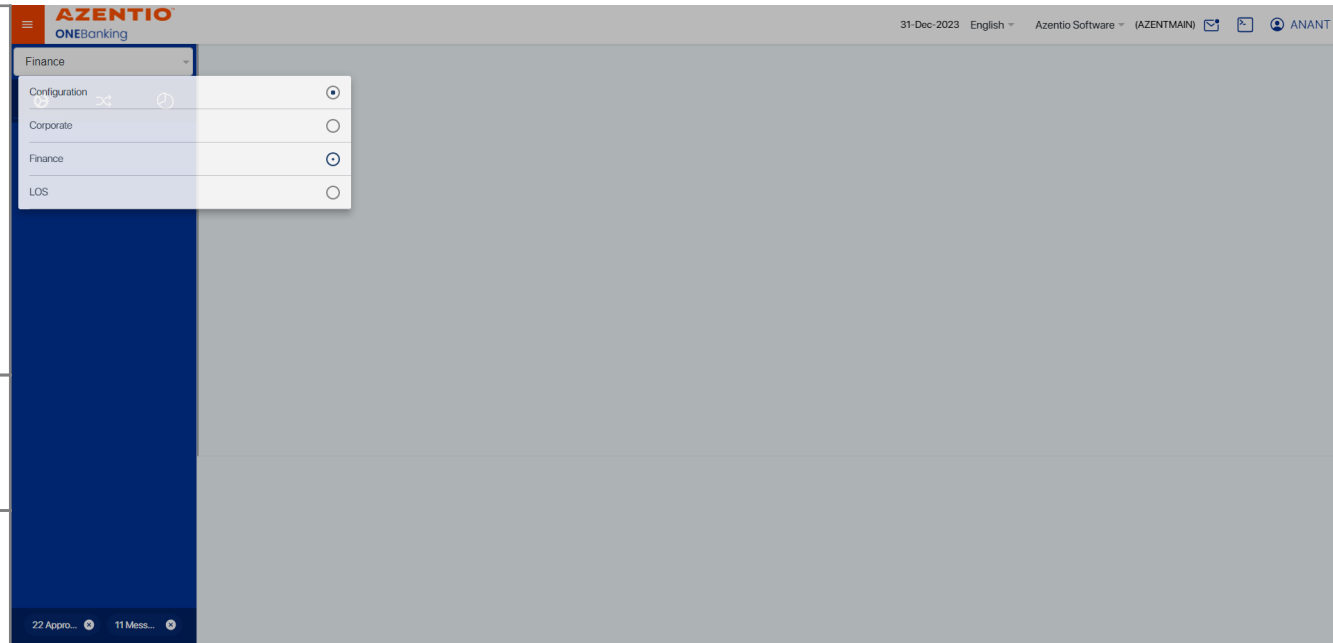 AZENTIO
ONEBanking
31-Dec-2023 English Azentio Software (AZENTMAIN) ANANT
Finance
Configuration
Corporate
Finance
LOS
22 Appro... 11 Mess...